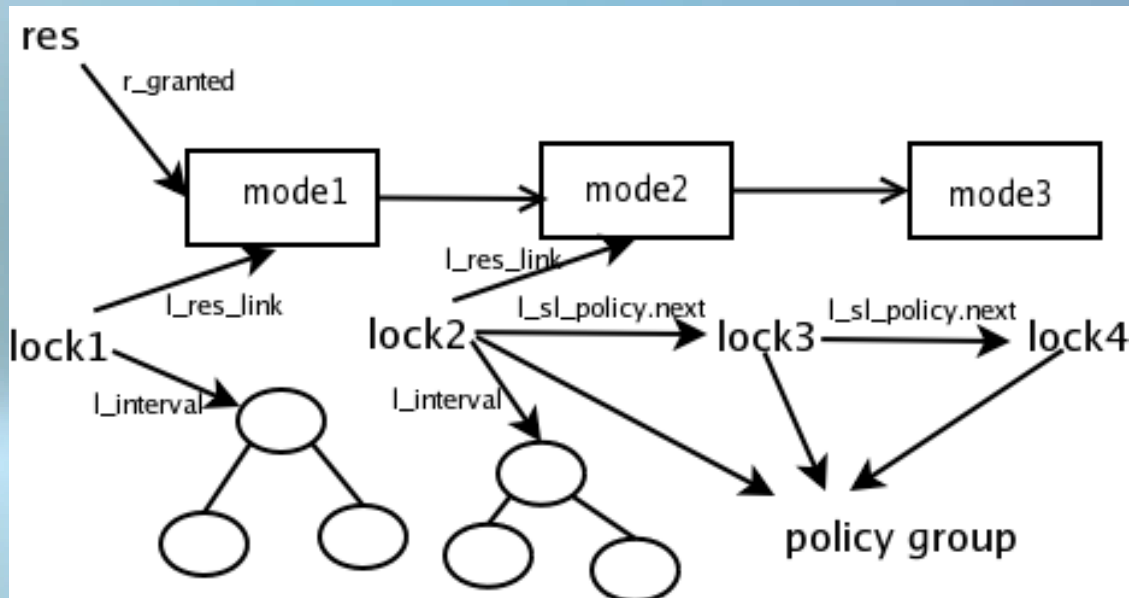 res
r_granted
mode1
mode2
mode3
l_res_link
l_res_link
l_sl_policy.next
l_sl_policy.next
lock1
lock2
lock3
lock4
l_interval
l_interval
policy group